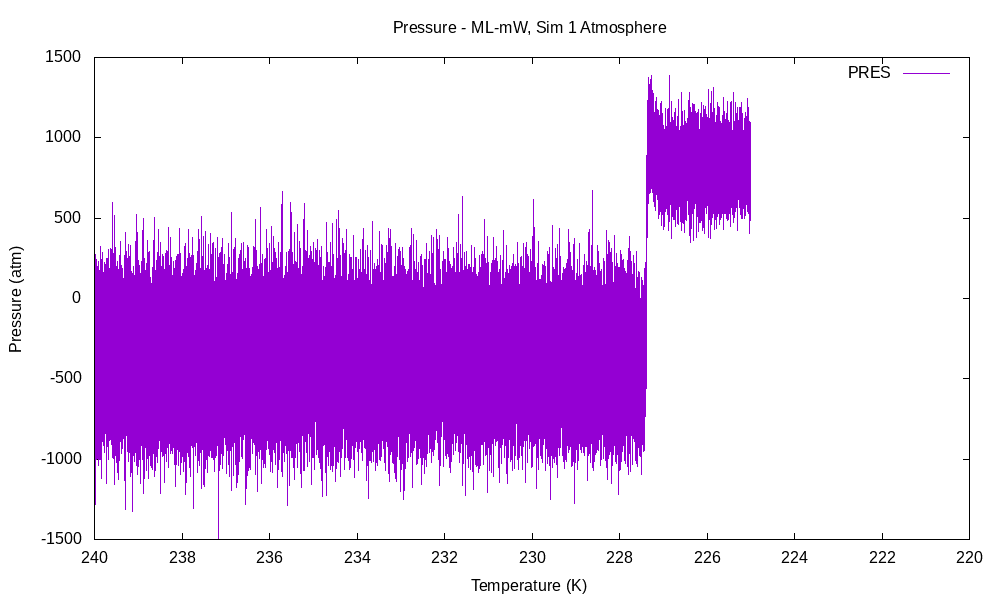 Pressure - ML-mW, Sim 1 Atmosphere
PRES
1500
1000
500
0
-500
-1000
-1500
Pressure (atm)
240 238 236 234 232 230 228 226 224 222 220
Temperature (K)